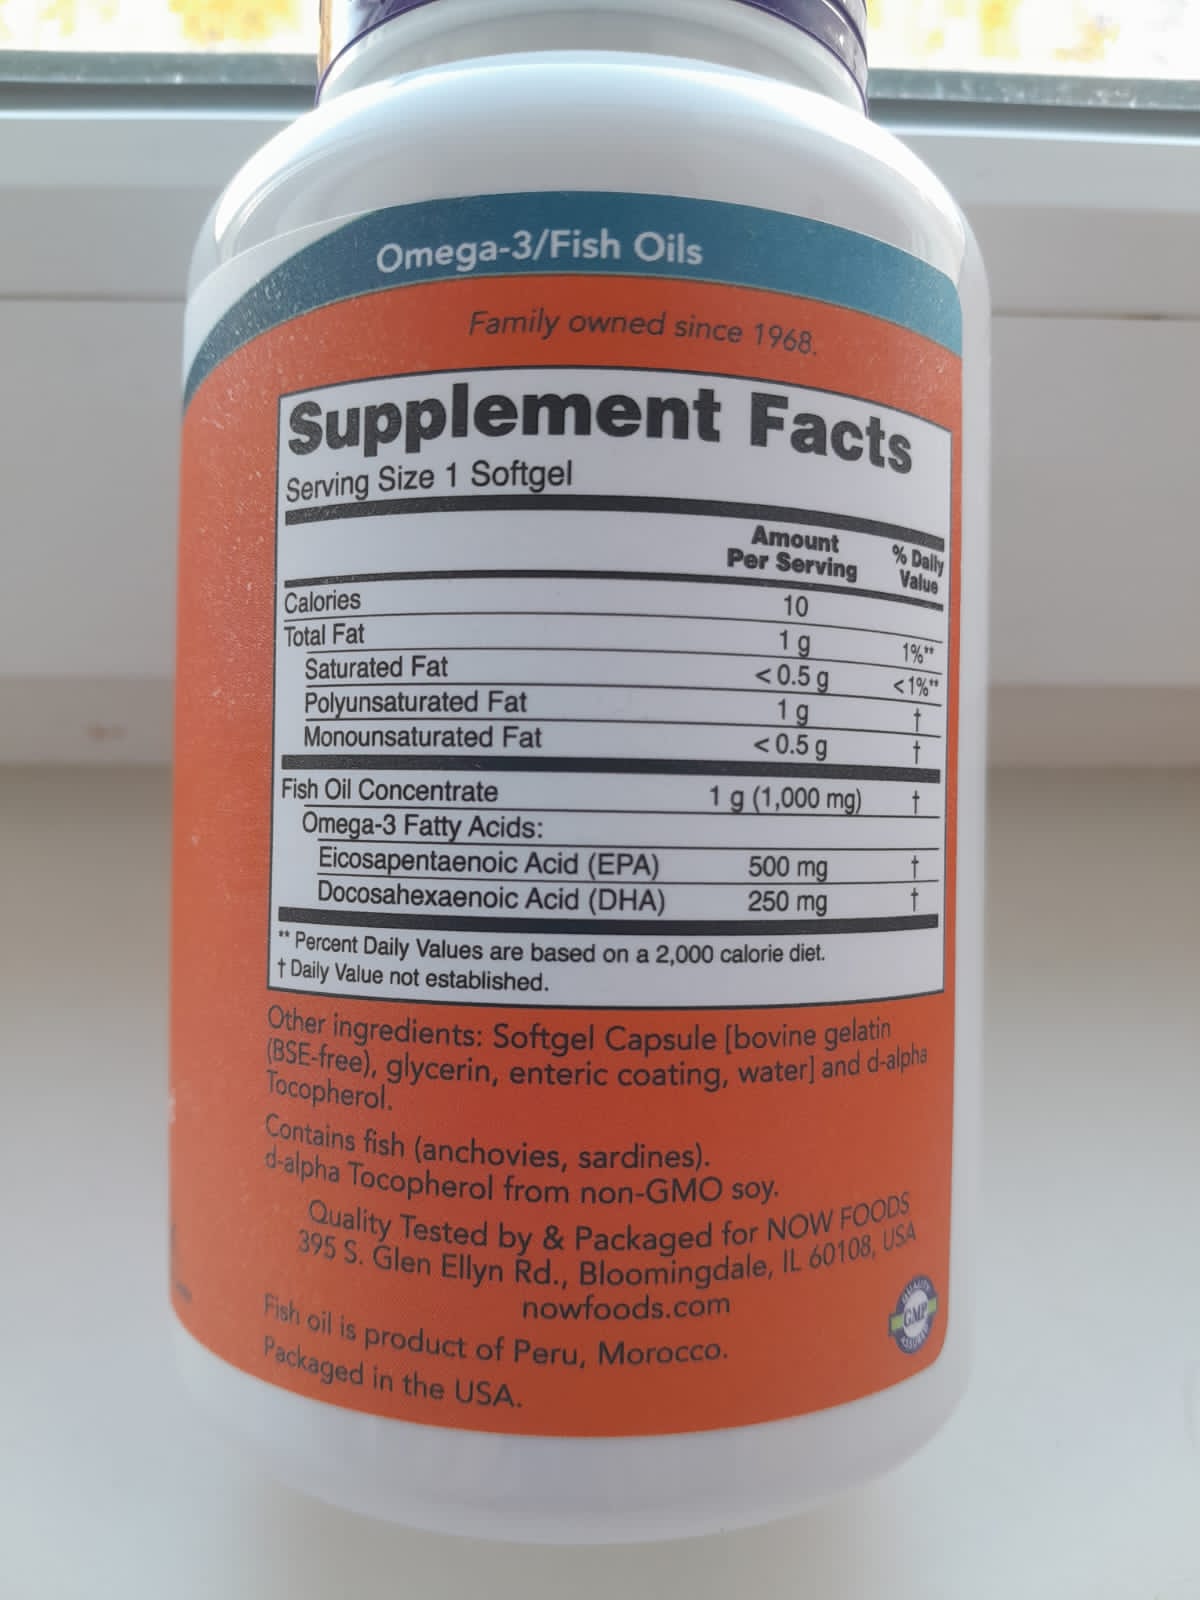 Omega-3/Fish Oils
Family owned since 1968.
Supplement Facts
Serving Size 1 Softgel
Amount Per Serving % Daily Value
Calories 10
Total Fat 1 g 1%**
Saturated Fat < 0.5 g < 1%**
Polyunsaturated Fat 1 g †
Monounsaturated Fat < 0.5 g †
Fish Oil Concentrate 1 g (1,000 mg) †
Omega-3 Fatty Acids:
Eicosapentaenoic Acid (EPA) 500 mg †
Docosahexaenoic Acid (DHA) 250 mg †
** Percent Daily Values are based on a 2,000 calorie diet.
† Daily Value not established.
Other ingredients: Softgel Capsule [bovine gelatin
(BSE-free), glycerin, enteric coating, water] and d-alpha
Tocopherol.
Contains fish (anchovies, sardines).
d-alpha Tocopherol from non-GMO soy.
Quality Tested by & Packaged for NOW FOODS
395 S. Glen Ellyn Rd., Bloomingdale, IL 60108, USA
nowfoods.com
Fish oil is product of Peru, Morocco.
Packaged in the USA.
QUALITY
GMP